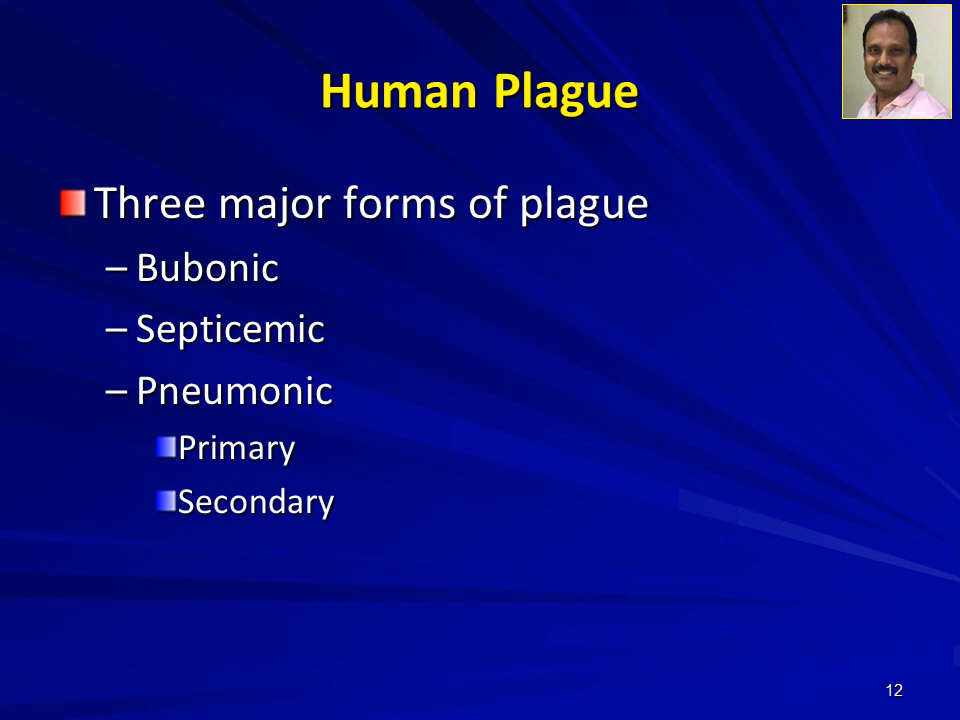 Human Plague
Three major forms of plague
– Bubonic
– Septicemic
– Pneumonic
Primary
Secondary
12